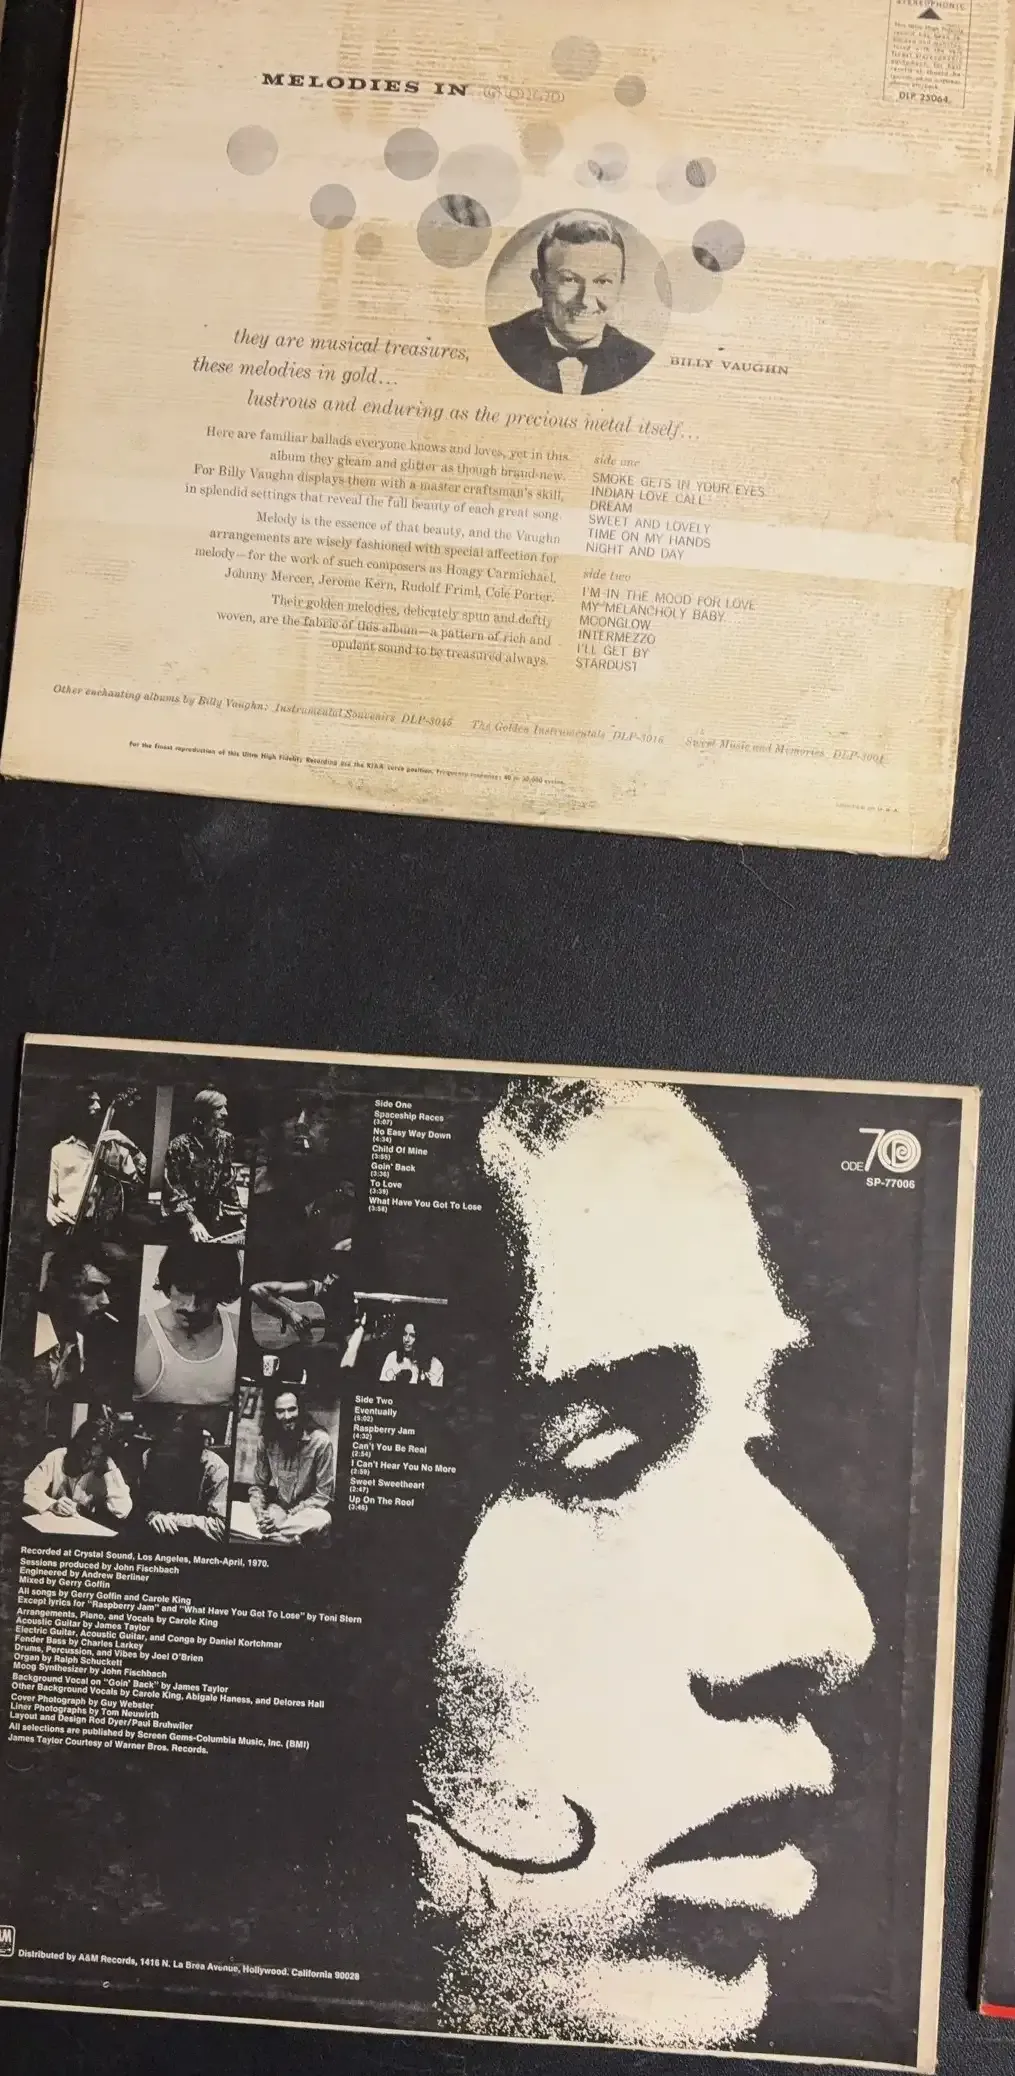 STEREOPHONIC
DLP 25064
MELODIES IN GOLD
they are musical treasures,
these melodies in gold...
lustrous and enduring as the precious metal itself...
BILLY VAUGHN
Here are familiar ballads everyone knows and loves, yet in this
album they gleam and glitter as though brand-new.
For Billy Vaughn displays them with a master craftsman's skill,
in splendid settings that reveal the full beauty of each great song.
Melody is the essence of that beauty, and the Vaughn
arrangements are wisely fashioned with special affection for
melody—for the work of such composers as Hoagy Carmichael,
Johnny Mercer, Jerome Kern, Rudolf Friml, Cole Porter.
Their golden melodies, delicately spun and deftly
woven, are the fabric of this album—a pattern of rich and
opulent sound to be treasured always.
side one
SMOKE GETS IN YOUR EYES
INDIAN LOVE CALL
DREAM
SWEET AND LOVELY
TIME ON MY HANDS
NIGHT AND DAY
side two
I'M IN THE MOOD FOR LOVE
MY MELANCHOLY BABY
MOONGLOW
INTERMEZZO
I'LL GET BY
STARDUST
Other enchanting albums by Billy Vaughn: Instrumental Souvenirs DLP-3045 The Golden Instrumentals DLP-3016 Sweet Music and Memories DLP-3001
For the finest reproduction of this Ultra High Fidelity Recording use the RIAA curve position. Frequency response:
Side One
Spaceship Races
(3:07)
No Easy Way Down
(4:34)
Child Of Mine
(3:55)
Goin' Back
(3:36)
To Love
(3:39)
What Have You Got To Lose
(3:58)
ODE 70
SP-77006
Side Two
Eventually
(5:02)
Raspberry Jam
(4:32)
Can't You Be Real
(2:54)
I Can't Hear You No More
(2:59)
Sweet Sweetheart
(2:47)
Up On The Roof
(3:46)
Recorded at Crystal Sound, Los Angeles, March-April, 1970.
Sessions produced by John Fischbach
Engineered by Andrew Berliner
Mixed by Gerry Goffin
All songs by Gerry Goffin and Carole King
Except lyrics for "Raspberry Jam" and "What Have You Got To Lose" by Toni Stern
Arrangements, Piano, and Vocals by Carole King
Acoustic Guitar by James Taylor
Electric Guitar, Acoustic Guitar, and Conga by Daniel Kortchmar
Fender Bass by Charles Larkey
Drums, Percussion, and Vibes by Joel O'Brien
Organ by Ralph Schuckett
Moog Synthesizer by John Fischbach
Background Vocal on "Goin' Back" by James Taylor
Other Background Vocals by Carole King, Abigale Haness, and Delores Hall
Cover Photograph by Guy Webster
Liner Photographs by Tom Neuwirth
Layout and Design Rod Dyer/Paul Bruhwiler
All selections are published by Screen Gems-Columbia Music, Inc. (BMI)
James Taylor Courtesy of Warner Bros. Records.
Distributed by A&M Records, 1416 N. La Brea Avenue, Hollywood, California 90028